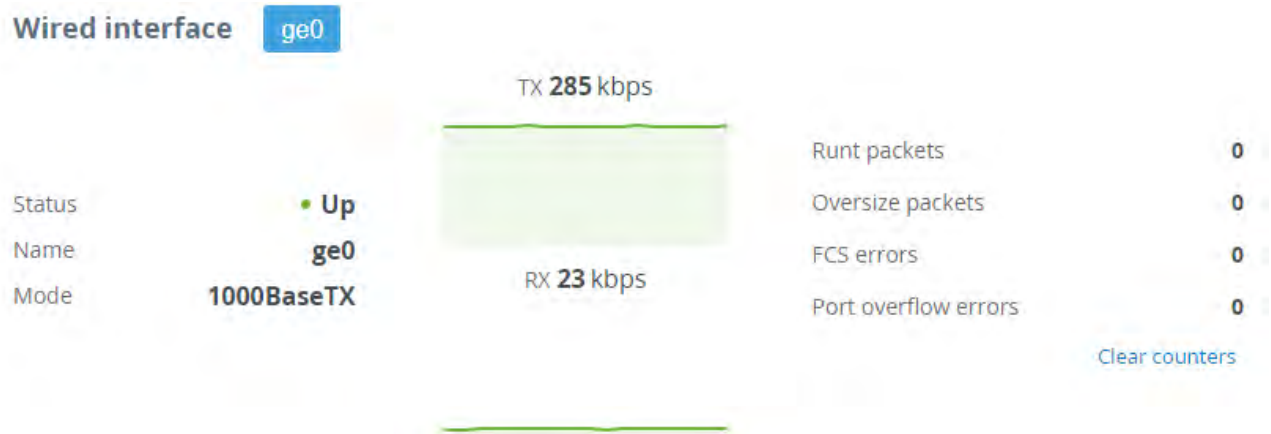 Wired interface ge0
TX 285 kbps
Status • Up
Name ge0
Mode 1000BaseTX
RX 23 kbps
Runt packets 0
Oversize packets 0
FCS errors 0
Port overflow errors 0
Clear counters